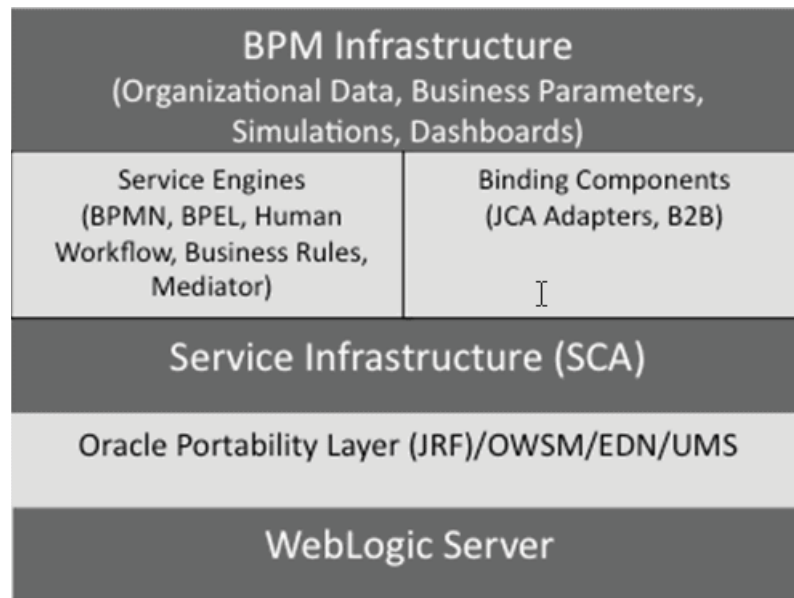 BPM Infrastructure
(Organizational Data, Business Parameters,
Simulations, Dashboards)
Service Engines
(BPMN, BPEL, Human
Workflow, Business Rules,
Mediator)
Binding Components
(JCA Adapters, B2B)
Service Infrastructure (SCA)
Oracle Portability Layer (JRF)/OWSM/EDN/UMS
WebLogic Server